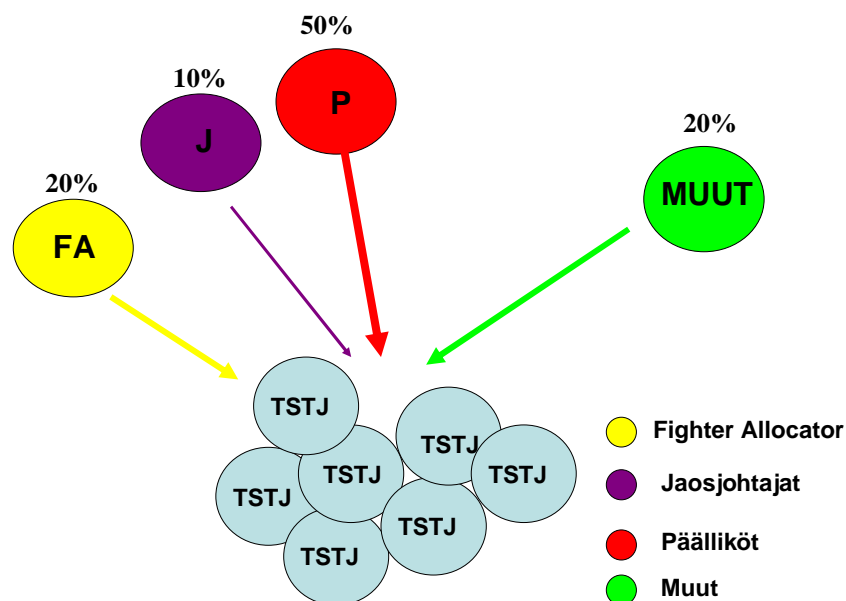 50%
10%
P
20%
J
MUUT
20%
FA
TSTJ
TSTJ
TSTJ
TSTJ
TSTJ
TSTJ
TSTJ
Fighter Allocator
Jaosjohtajat
Päälliköt
Muut